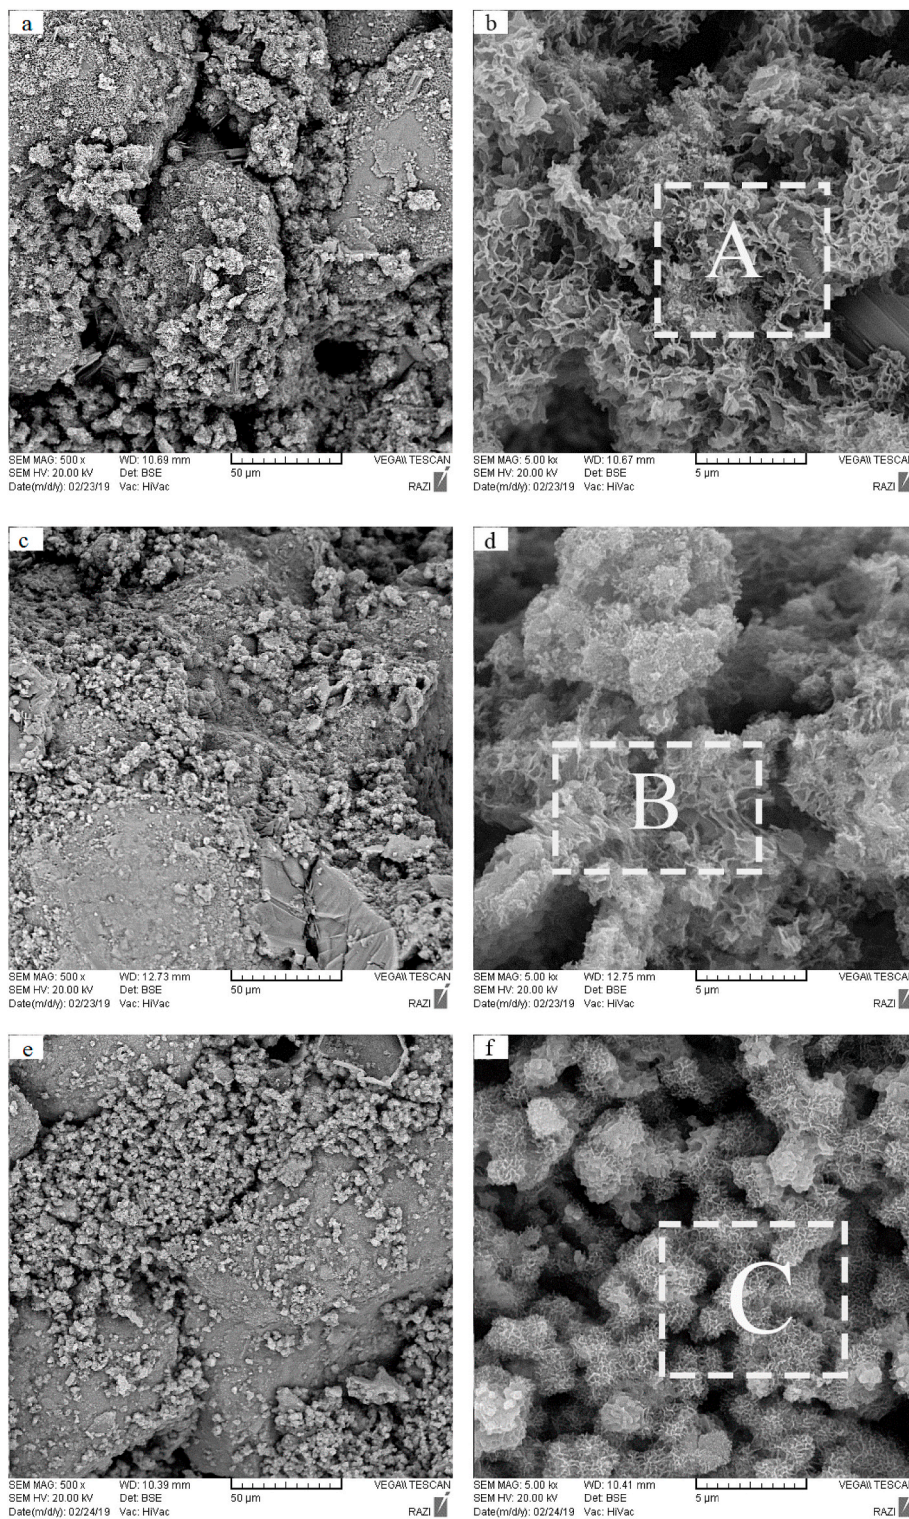 a
SEM MAG: 500 x WD: 10.69 mm VEGA\\ TESCAN
SEM HV: 20.00 kV Det: BSE 50 µm
Date(m/d/y): 02/23/19 Vac: HiVac RAZI
b
A
SEM MAG: 5.00 kx WD: 10.67 mm VEGA\\ TESCAN
SEM HV: 20.00 kV Det: BSE 5 µm
Date(m/d/y): 02/23/19 Vac: HiVac RAZI
c
SEM MAG: 500 x WD: 12.73 mm VEGA\\ TESCAN
SEM HV: 20.00 kV Det: BSE 50 µm
Date(m/d/y): 02/23/19 Vac: HiVac RAZI
d
B
SEM MAG: 5.00 kx WD: 12.75 mm VEGA\\ TESCAN
SEM HV: 20.00 kV Det: BSE 5 µm
Date(m/d/y): 02/23/19 Vac: HiVac RAZI
e
SEM MAG: 500 x WD: 10.39 mm VEGA\\ TESCAN
SEM HV: 20.00 kV Det: BSE 50 µm
Date(m/d/y): 02/24/19 Vac: HiVac RAZI
f
C
SEM MAG: 5.00 kx WD: 10.41 mm VEGA\\ TESCAN
SEM HV: 20.00 kV Det: BSE 5 µm
Date(m/d/y): 02/24/19 Vac: HiVac RAZI